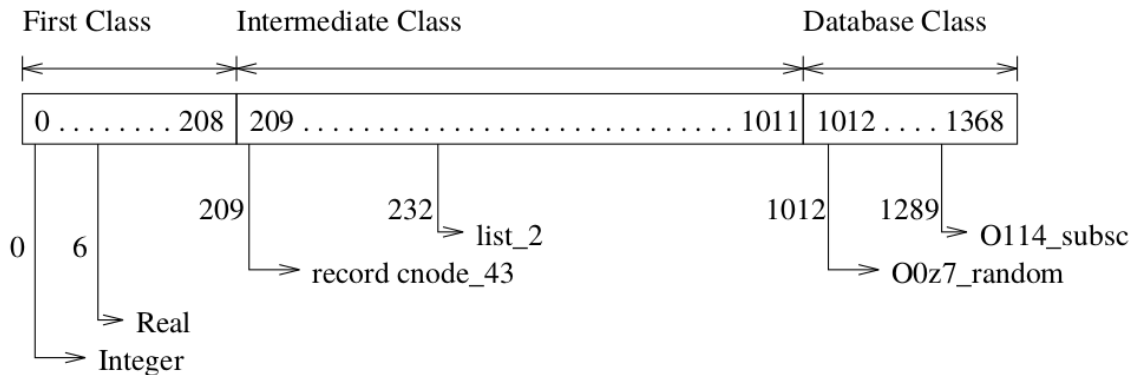 First Class Intermediate Class Database Class
0 . . . . . . . . 208 209 . . . . . . . . . . . . . . . . . . . . . . . . . . . . . . . 1011 1012 . . . . 1368
209 232 1012 1289
0 6 list_2 O114_subsc
record cnode_43 O0z7_random
Real
Integer